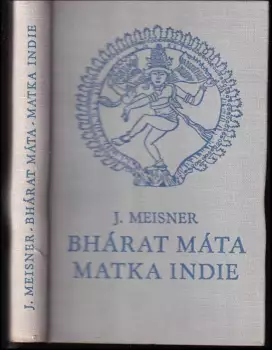 J. MEISNER · BHÁRAT MÁTA · MATKA INDIE
J. MEISNER
BHÁRAT MÁTA
MATKA INDIE